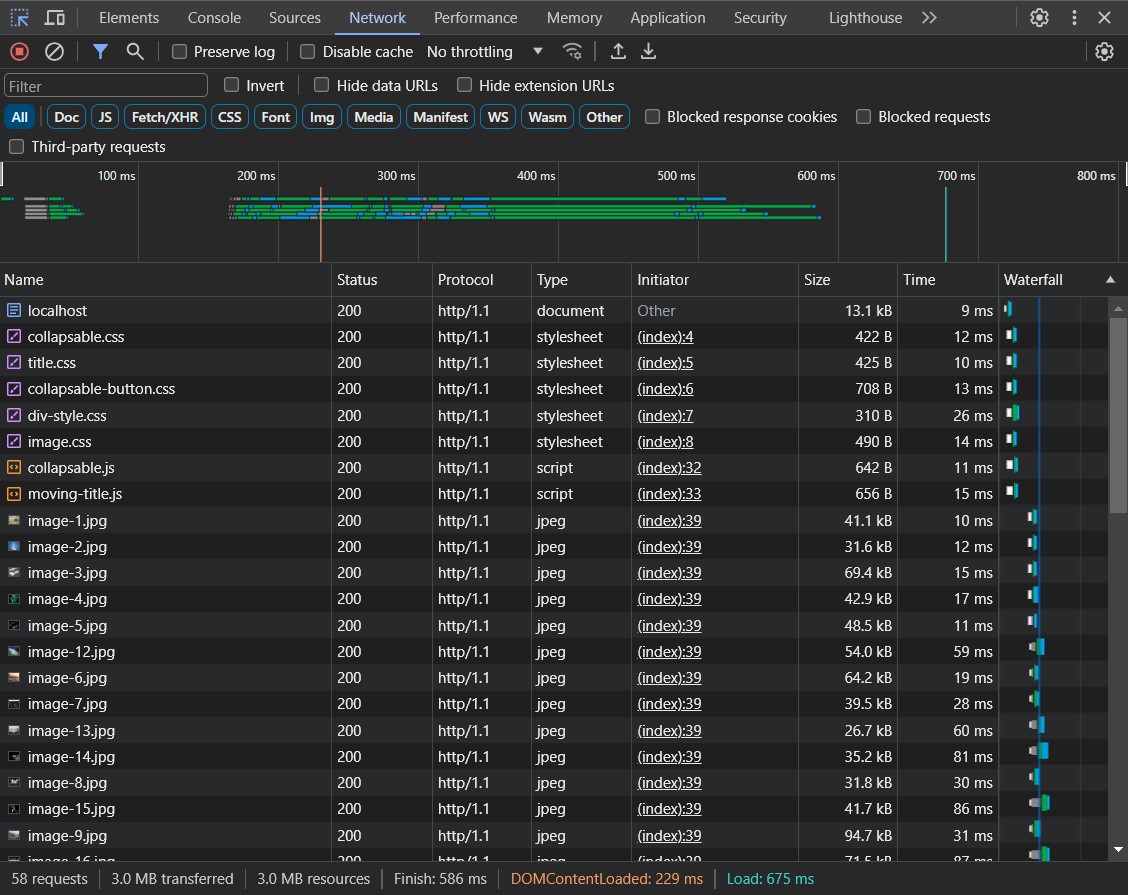 Elements Console Sources Network Performance Memory Application Security Lighthouse
Preserve log Disable cache No throttling
Filter Invert Hide data URLs Hide extension URLs
All Doc JS Fetch/XHR CSS Font Img Media Manifest WS Wasm Other Blocked response cookies Blocked requests
Third-party requests
100 ms 200 ms 300 ms 400 ms 500 ms 600 ms 700 ms 800 ms
Name Status Protocol Type Initiator Size Time Waterfall
localhost 200 http/1.1 document Other 13.1 kB 9 ms
collapsable.css 200 http/1.1 stylesheet (index):4 422 B 12 ms
title.css 200 http/1.1 stylesheet (index):5 425 B 10 ms
collapsable-button.css 200 http/1.1 stylesheet (index):6 708 B 13 ms
div-style.css 200 http/1.1 stylesheet (index):7 310 B 26 ms
image.css 200 http/1.1 stylesheet (index):8 490 B 14 ms
collapsable.js 200 http/1.1 script (index):32 642 B 11 ms
moving-title.js 200 http/1.1 script (index):33 656 B 15 ms
image-1.jpg 200 http/1.1 jpeg (index):39 41.1 kB 10 ms
image-2.jpg 200 http/1.1 jpeg (index):39 31.6 kB 12 ms
image-3.jpg 200 http/1.1 jpeg (index):39 69.4 kB 15 ms
image-4.jpg 200 http/1.1 jpeg (index):39 42.9 kB 17 ms
image-5.jpg 200 http/1.1 jpeg (index):39 48.5 kB 11 ms
image-12.jpg 200 http/1.1 jpeg (index):39 54.0 kB 59 ms
image-6.jpg 200 http/1.1 jpeg (index):39 64.2 kB 19 ms
image-7.jpg 200 http/1.1 jpeg (index):39 39.5 kB 28 ms
image-13.jpg 200 http/1.1 jpeg (index):39 26.7 kB 60 ms
image-14.jpg 200 http/1.1 jpeg (index):39 35.2 kB 81 ms
image-8.jpg 200 http/1.1 jpeg (index):39 31.8 kB 30 ms
image-15.jpg 200 http/1.1 jpeg (index):39 41.7 kB 86 ms
image-9.jpg 200 http/1.1 jpeg (index):39 94.7 kB 31 ms
image-16.jpg 200 http/1.1 jpeg (index):39 71.5 kB 87 ms
58 requests 3.0 MB transferred 3.0 MB resources Finish: 586 ms DOMContentLoaded: 229 ms Load: 675 ms